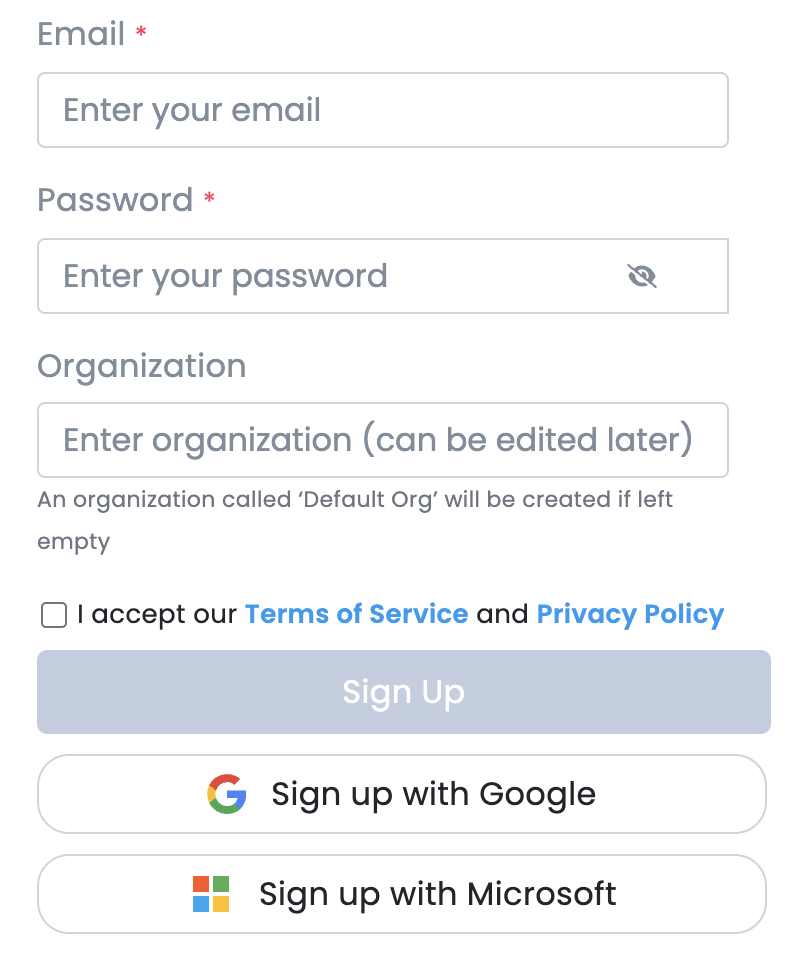 Email *
Enter your email
Password *
Enter your password
Organization
Enter organization (can be edited later)
An organization called ‘Default Org’ will be created if left
empty
I accept our Terms of Service and Privacy Policy
Sign Up
Sign up with Google
Sign up with Microsoft